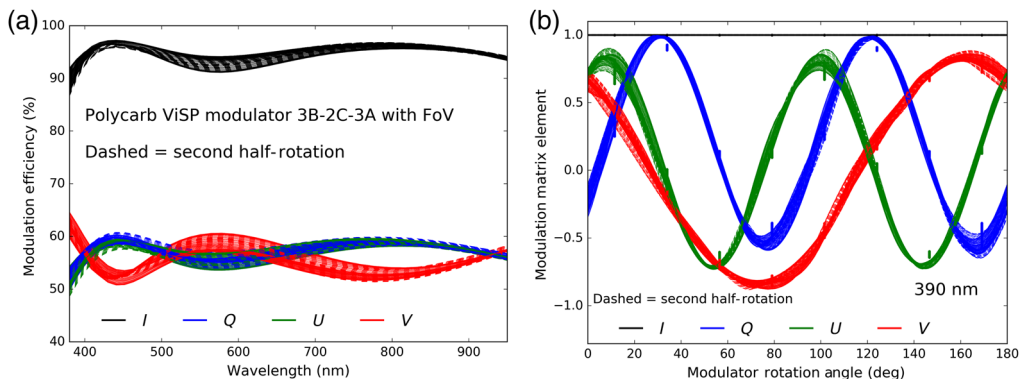 (a)
100
90
80
70
60
50
40
Modulation efficiency (%)
Polycarb ViSP modulator 3B-2C-3A with FoV
Dashed = second half-rotation
I Q U V
400 500 600 700 800 900
Wavelength (nm)
(b)
1.0
0.5
0.0
−0.5
−1.0
Modulation matrix element
390 nm
Dashed = second half-rotation
I Q U V
0 20 40 60 80 100 120 140 160 180
Modulator rotation angle (deg)